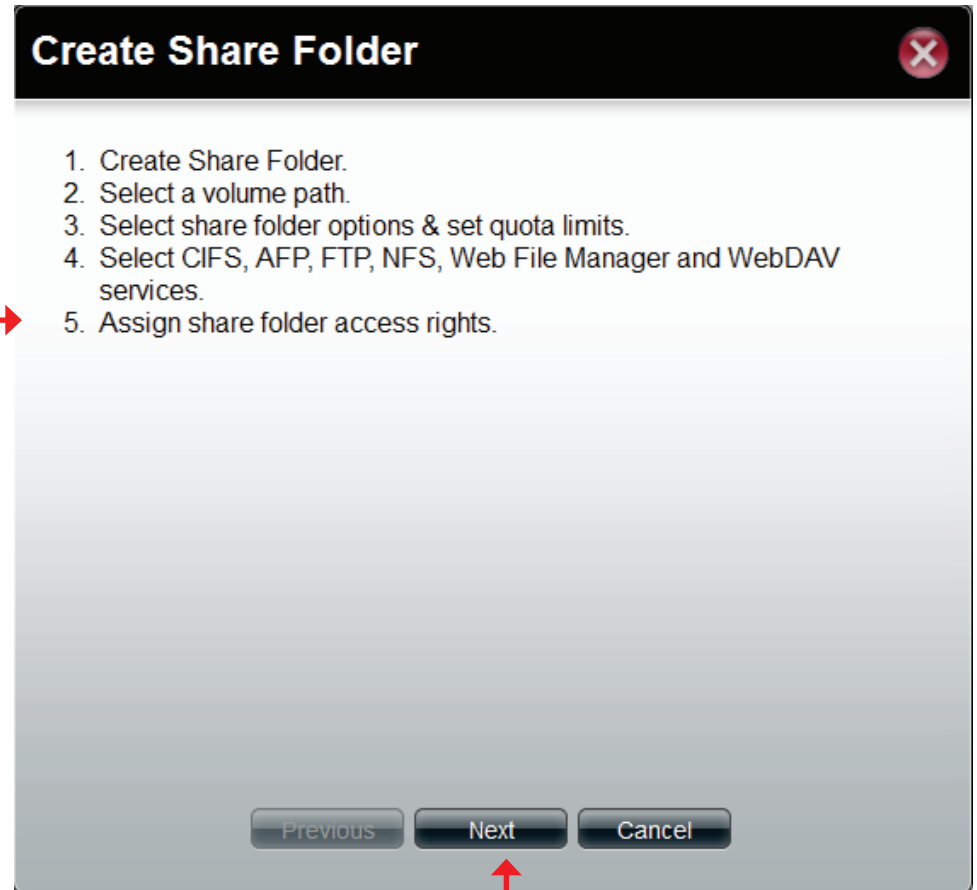 Create Share Folder
1. Create Share Folder.
2. Select a volume path.
3. Select share folder options & set quota limits.
4. Select CIFS, AFP, FTP, NFS, Web File Manager and WebDAV
services.
5. Assign share folder access rights.
Previous Next Cancel